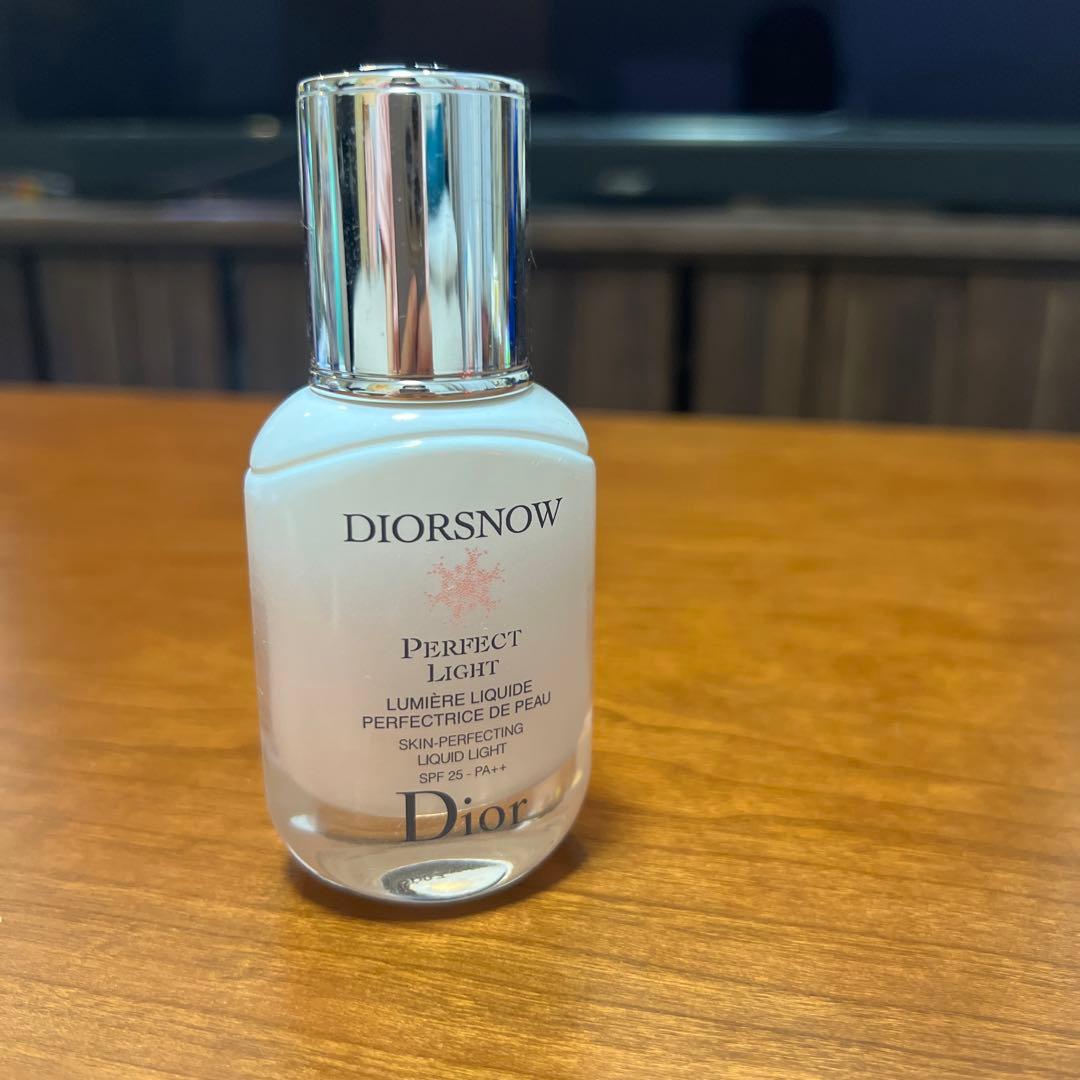 DIORSNOW
PERFECT
LIGHT
LUMIÈRE LIQUIDE
PERFECTRICE DE PEAU
SKIN-PERFECTING
LIQUID LIGHT
SPF 25 - PA++
Dior